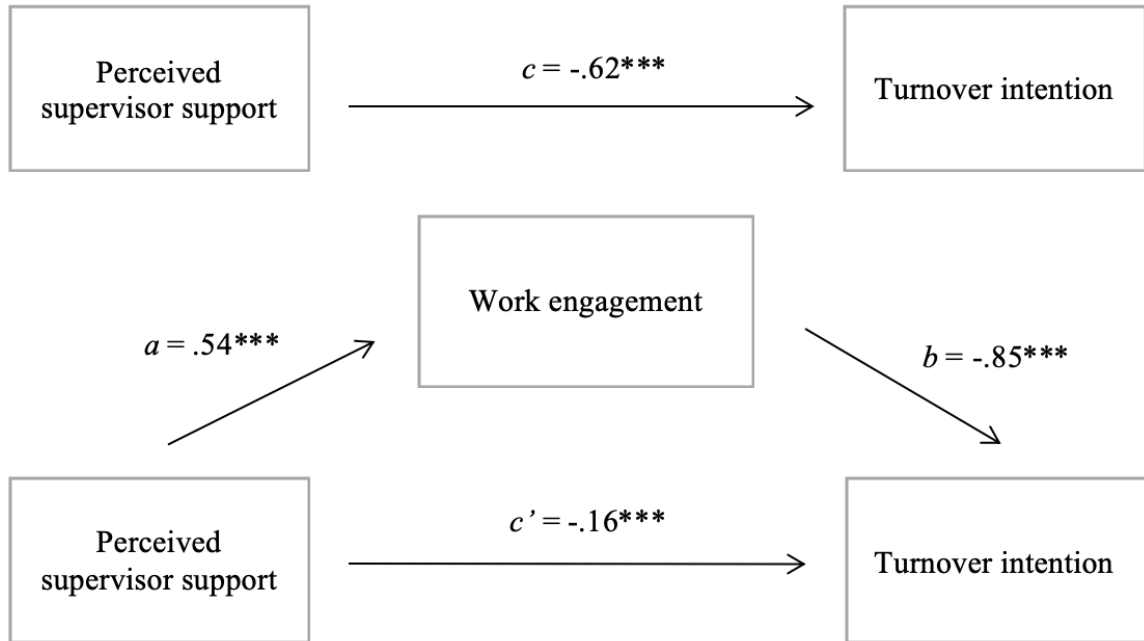 Perceived
supervisor support
c = -.62***
Turnover intention
Work engagement
a = .54***
b = -.85***
Perceived
supervisor support
c’ = -.16***
Turnover intention